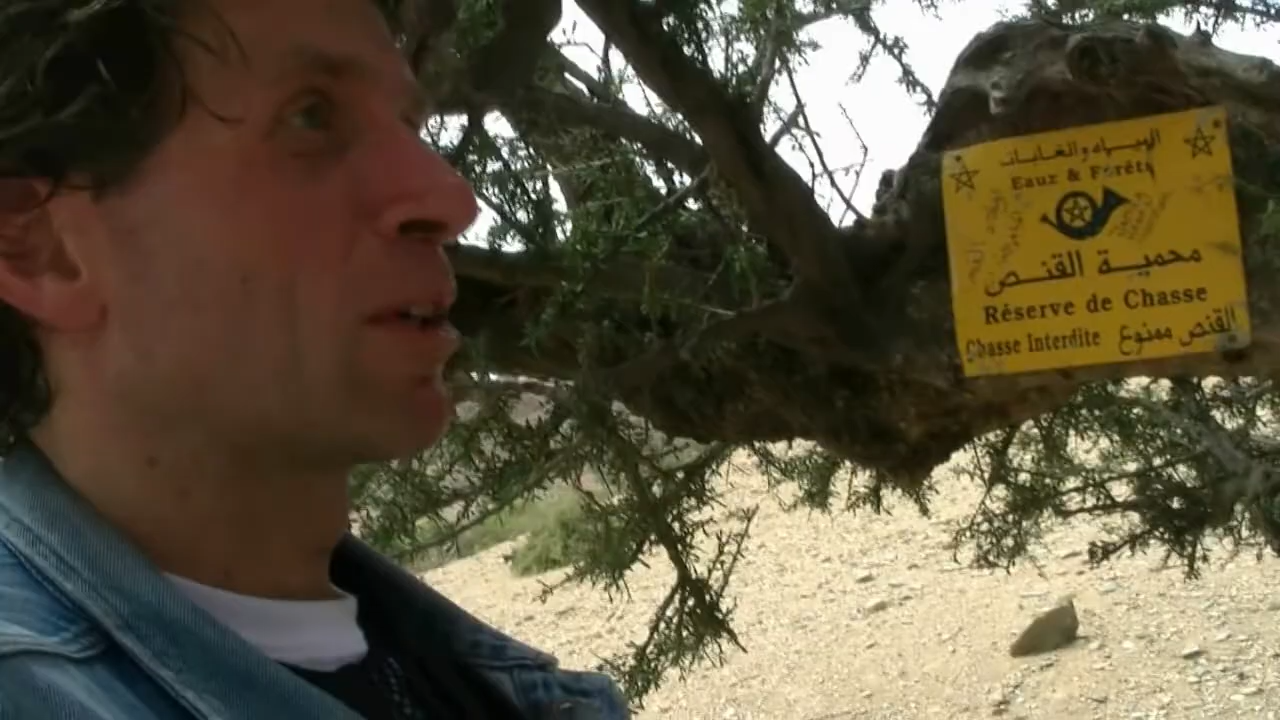 المياه والغابات
Eaux & Forêts
محمية القنص
Réserve de Chasse
Chasse Interdite القنص ممنوع